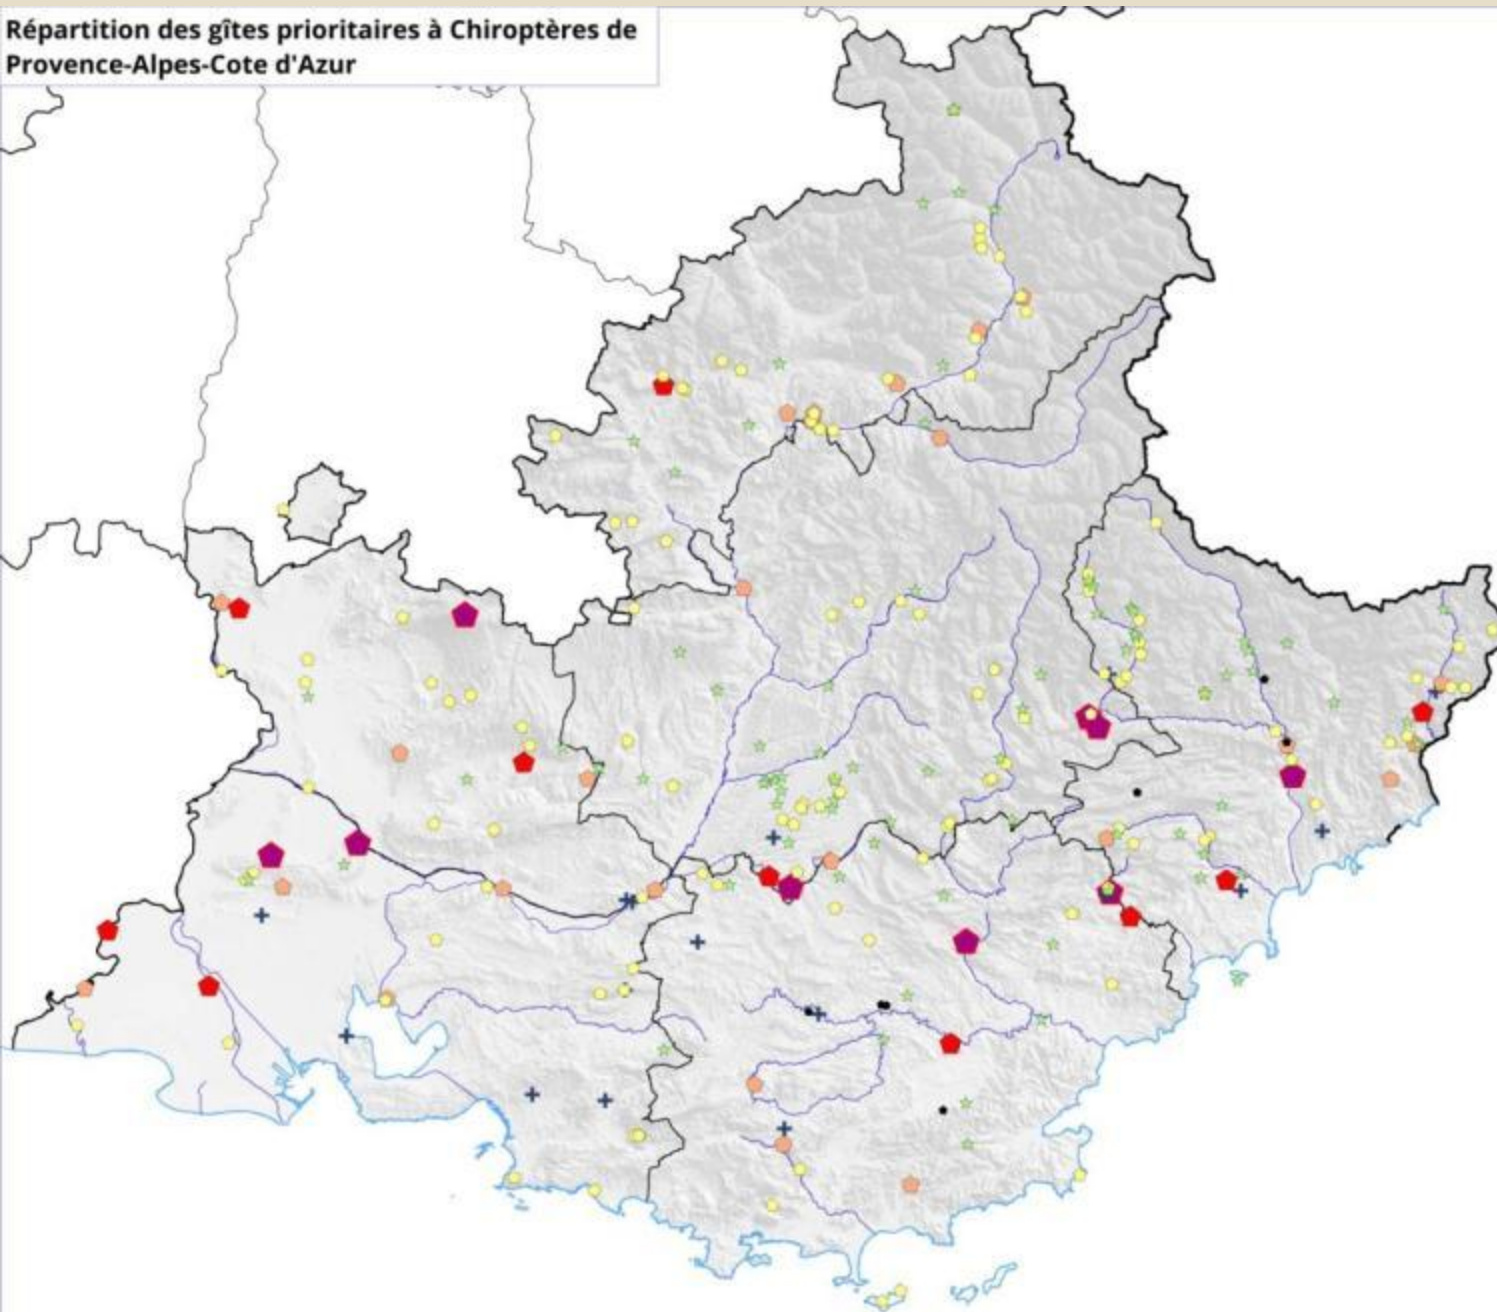 Répartition des gîtes prioritaires à Chiroptères de
Provence-Alpes-Cote d'Azur